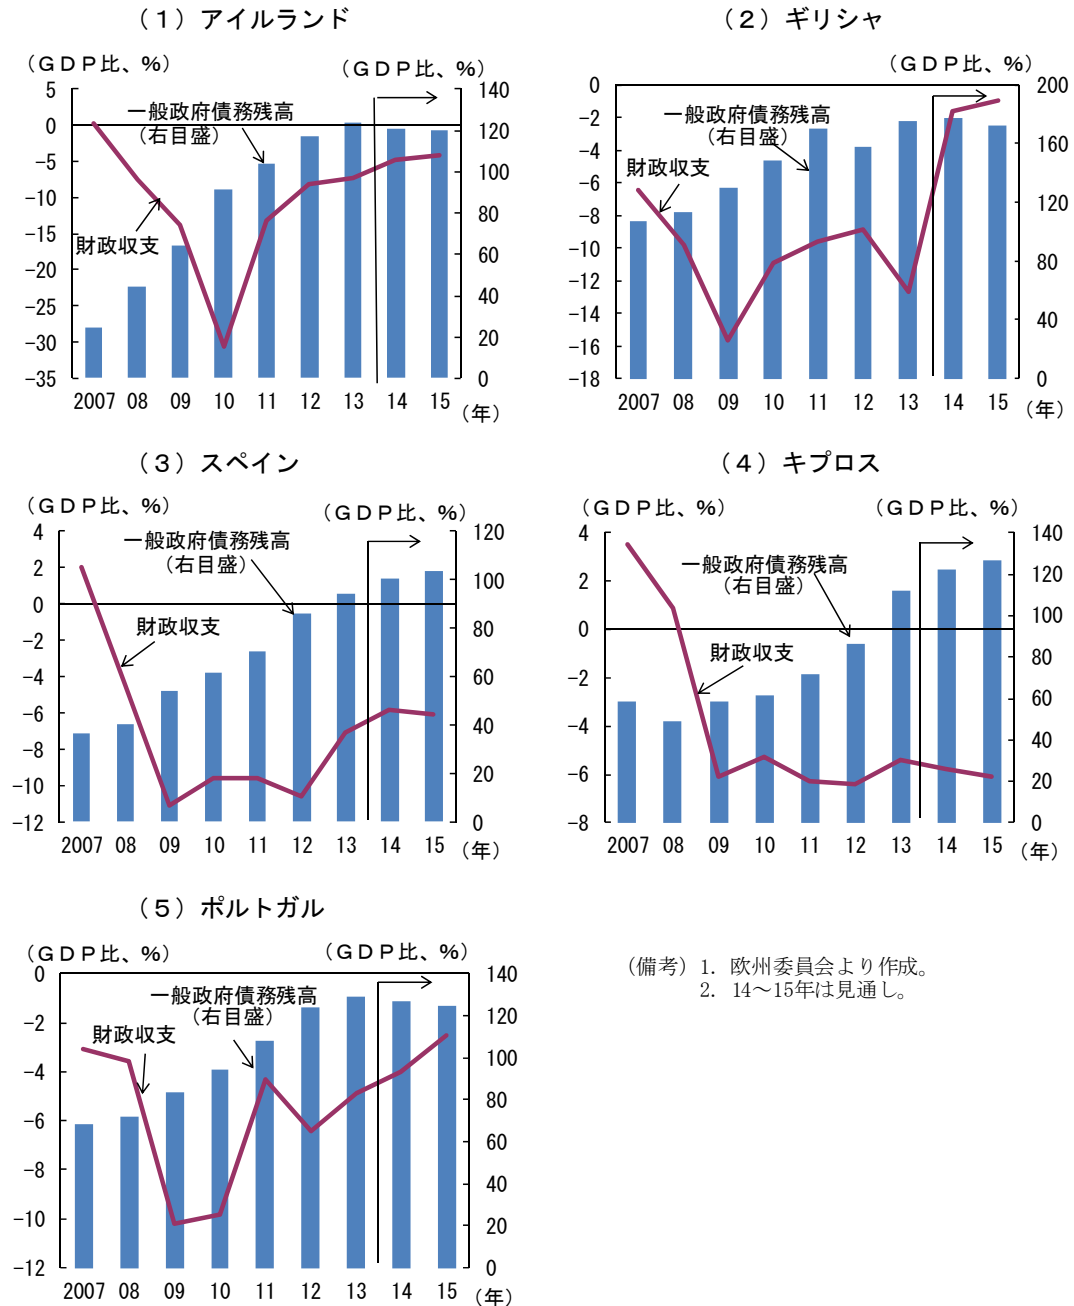 （１）アイルランド
（ＧＤＰ比、%）
（ＧＤＰ比、%）
5
0
−5
−10
−15
−20
−25
−30
−35
140
120
100
80
60
40
20
0
一般政府債務残高
（右目盛）
財政収支
2007 08 09 10 11 12 13 14 15 （年）
（２）ギリシャ
（ＧＤＰ比、%）
0
−2
−4
−6
−8
−10
−12
−14
−16
−18
200
160
120
80
40
0
一般政府債務残高
（右目盛）
財政収支
2007 08 09 10 11 12 13 14 15 （年）
（３）スペイン
（ＧＤＰ比、%）
（ＧＤＰ比、%）
4
2
0
−2
−4
−6
−8
−10
−12
120
100
80
60
40
20
0
一般政府債務残高
（右目盛）
財政収支
2007 08 09 10 11 12 13 14 15 （年）
（４）キプロス
（ＧＤＰ比、%）
（ＧＤＰ比、%）
4
2
0
−2
−4
−6
−8
140
120
100
80
60
40
20
0
一般政府債務残高
（右目盛）
財政収支
2007 08 09 10 11 12 13 14 15 （年）
（５）ポルトガル
（ＧＤＰ比、%）
（ＧＤＰ比、%）
0
−2
−4
−6
−8
−10
−12
140
120
100
80
60
40
20
0
一般政府債務残高
（右目盛）
財政収支
2007 08 09 10 11 12 13 14 15 （年）
（備考）1. 欧州委員会より作成。
2. 14～15年は見通し。